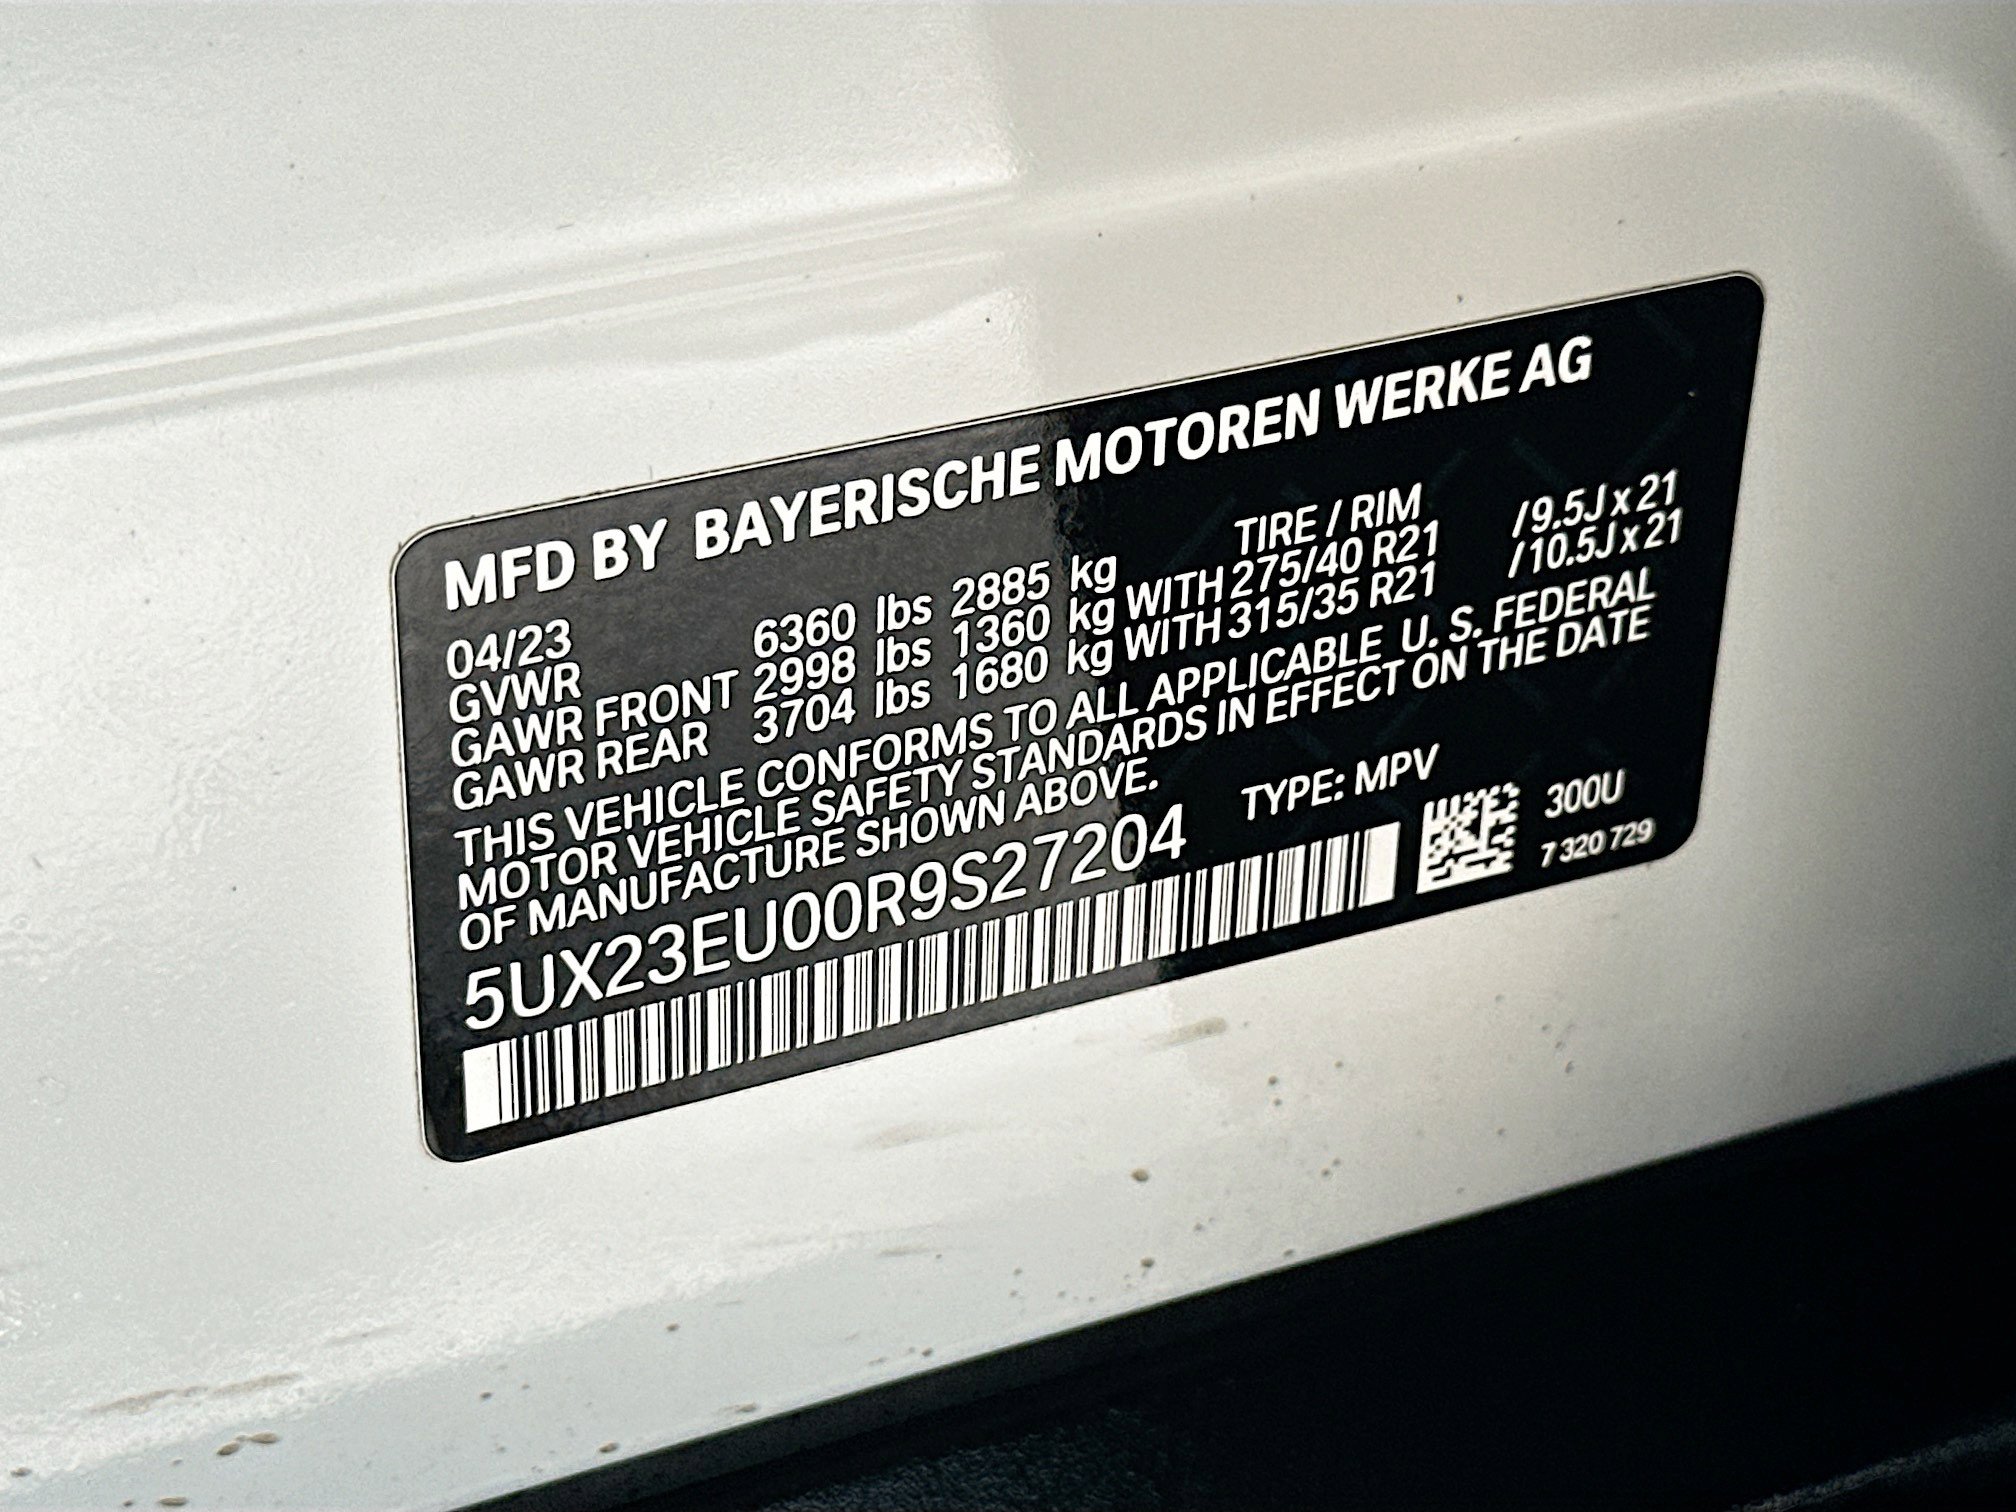 MFD BY BAYERISCHE MOTOREN WERKE AG
04/23 TIRE / RIM
GVWR 6360 lbs 2885 kg
GAWR FRONT 2998 lbs 1360 kg WITH 275/40 R21 /9.5J x 21
GAWR REAR 3704 lbs 1680 kg WITH 315/35 R21 /10.5J x 21
THIS VEHICLE CONFORMS TO ALL APPLICABLE U. S. FEDERAL
MOTOR VEHICLE SAFETY STANDARDS IN EFFECT ON THE DATE
OF MANUFACTURE SHOWN ABOVE.
5UX23EU00R9S27204 TYPE: MPV
300U
7 320 729